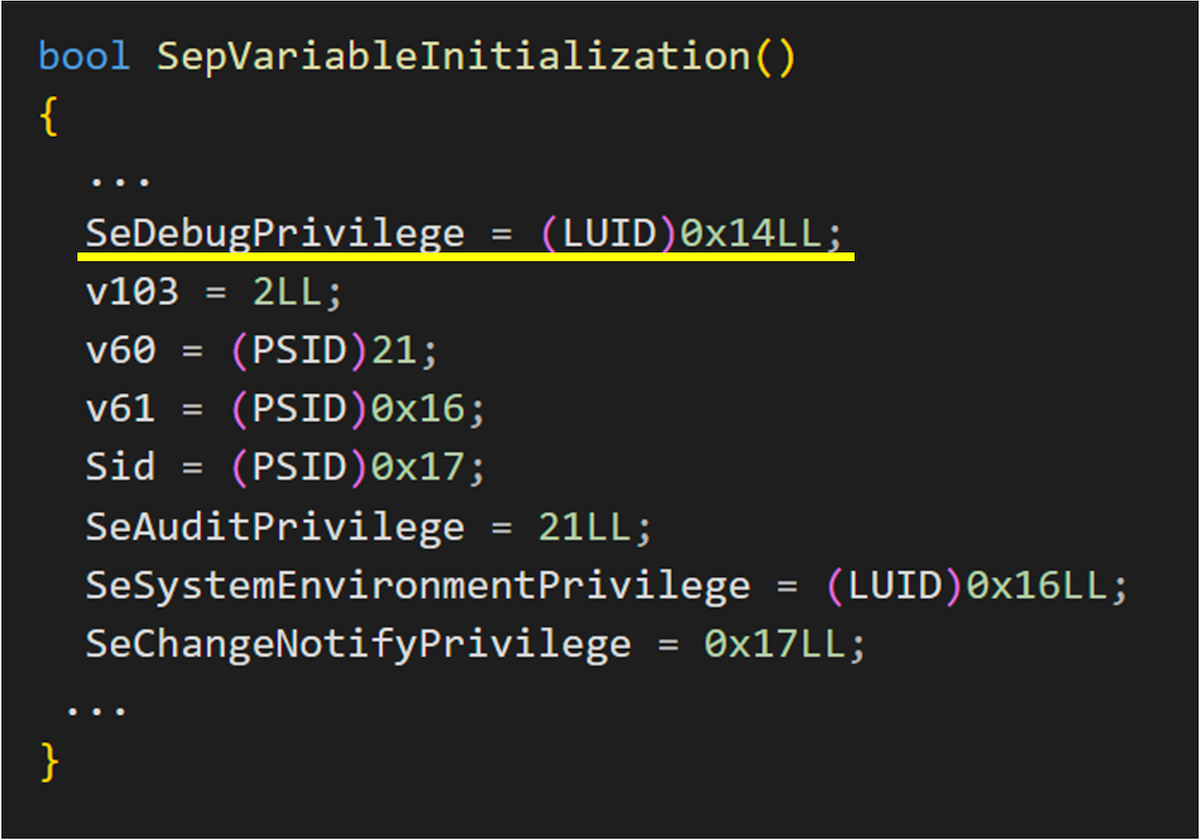 bool SepVariableInitialization()
{
...
SeDebugPrivilege = (LUID)0x14LL;
v103 = 2LL;
v60 = (PSID)21;
v61 = (PSID)0x16;
Sid = (PSID)0x17;
SeAuditPrivilege = 21LL;
SeSystemEnvironmentPrivilege = (LUID)0x16LL;
SeChangeNotifyPrivilege = 0x17LL;
...
}